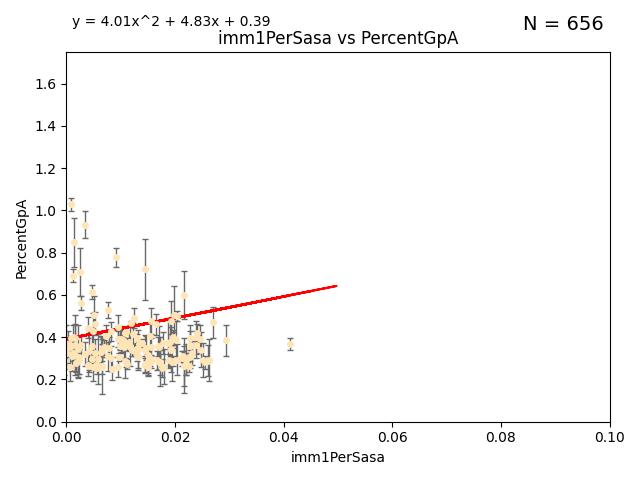 y = 4.01x^2 + 4.83x + 0.39
N = 656
imm1PerSasa vs PercentGpA
PercentGpA
1.6
1.4
1.2
1.0
0.8
0.6
0.4
0.2
0.0
0.00 0.02 0.04 0.06 0.08 0.10
imm1PerSasa